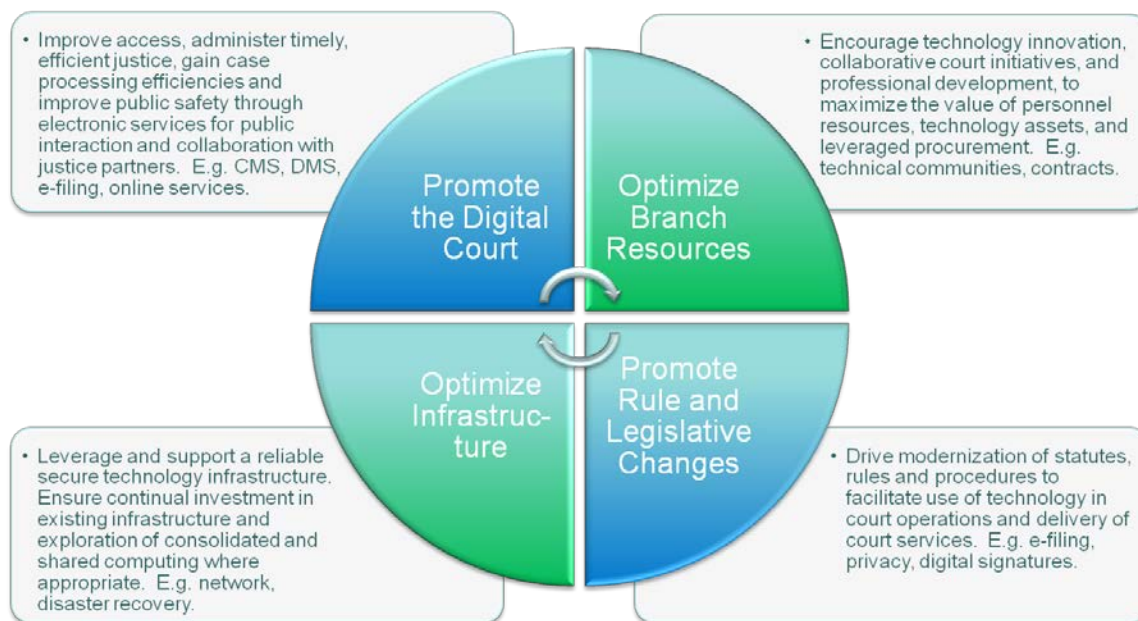 • Improve access, administer timely,
efficient justice, gain case
processing efficiencies and
improve public safety through
electronic services for public
interaction and collaboration with
justice partners. E.g. CMS, DMS,
e-filing, online services.
• Encourage technology innovation,
collaborative court initiatives, and
professional development, to
maximize the value of personnel
resources, technology assets, and
leveraged procurement. E.g.
technical communities, contracts.
Promote
the Digital
Court
Optimize
Branch
Resources
Optimize
Infrastruc-
ture
Promote
Rule and
Legislative
Changes
• Leverage and support a reliable
secure technology infrastructure.
Ensure continual investment in
existing infrastructure and
exploration of consolidated and
shared computing where
appropriate. E.g. network,
disaster recovery.
• Drive modernization of statutes,
rules and procedures to
facilitate use of technology in
court operations and delivery of
court services. E.g. e-filing,
privacy, digital signatures.